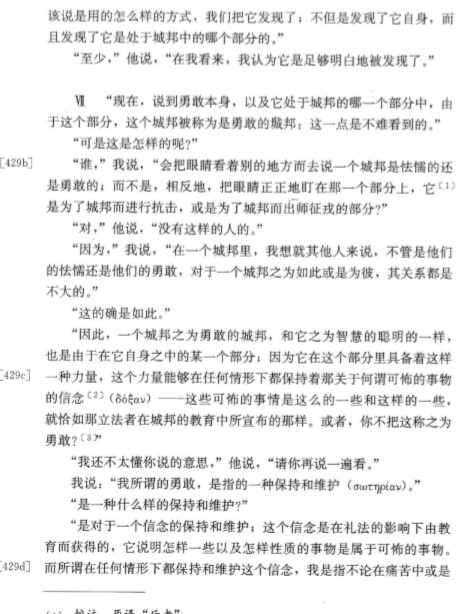 该说是用的怎么样的方式，我们把它发现了；不但是发现了它自身，而
且发现了它是处于城邦中的哪个部分的。”
“至少，”他说，“在我看来，我认为它是足够明白地被发现了。”
Ⅶ “现在，说到勇敢本身，以及它处于城邦的哪一个部分中，由
于这个部分，这个城邦被称为是勇敢的城邦；这一点是不难看到的。”
“可是这是怎样的呢？”
[429b] “谁，”我说，“会把眼睛看着别的地方而去说一个城邦是怯懦的还
是勇敢的；而不是，相反地，把眼睛正正地盯在那一个部分上，它〔1〕
是为了城邦而进行抗击，或是为了城邦而出师征戎的部分？”
“对，”他说，“没有这样的人的。”
“因为，”我说，“在一个城邦里，我想就其他人来说，不管是他们
的怯懦还是他们的勇敢，对于一个城邦之为如此或是为彼，其关系都是
不大的。”
“这的确是如此。”
“因此，一个城邦之为勇敢的城邦，和它之为智慧的聪明的一样，
也是由于在它自身之中的某一个部分；因为它在这个部分里具备着这样
[429c] 一种力量，这个力量能够在任何情形下都保持着那关于何谓可怖的事物
的信念〔2〕（δόξαν）——这些可怖的事情是这么的一些和这样的一些，
就恰如那立法者在城邦的教育中所宣布的那样。或者，你不把这称之为
勇敢？〔3〕”
“我还不太懂你说的意思，”他说，“请你再说一遍看。”
我说：“我所谓的勇敢，是指的一种保持和维护（σωτηρίαν）。”
“是一种什么样的保持和维护？”
“是对于一个信念的保持和维护；这个信念是在礼法的影响下由教
育而获得的，它说明怎样一些以及怎样性质的事物是属于可怖的事物。
[429d] 而所谓在任何情形下都保持和维护这个信念，我是指不论在痛苦中或是